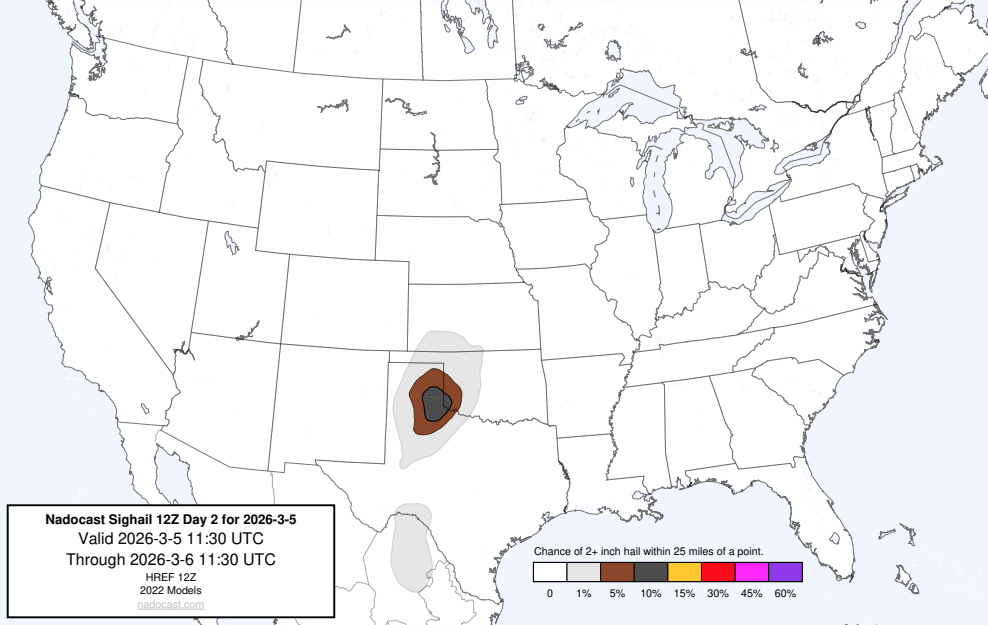 Nadocast Sighail 12Z Day 2 for 2026-3-5
Valid 2026-3-5 11:30 UTC
Through 2026-3-6 11:30 UTC
HREF 12Z
2022 Models
nadocast.com
Chance of 2+ inch hail within 25 miles of a point.
0 1% 5% 10% 15% 30% 45% 60%